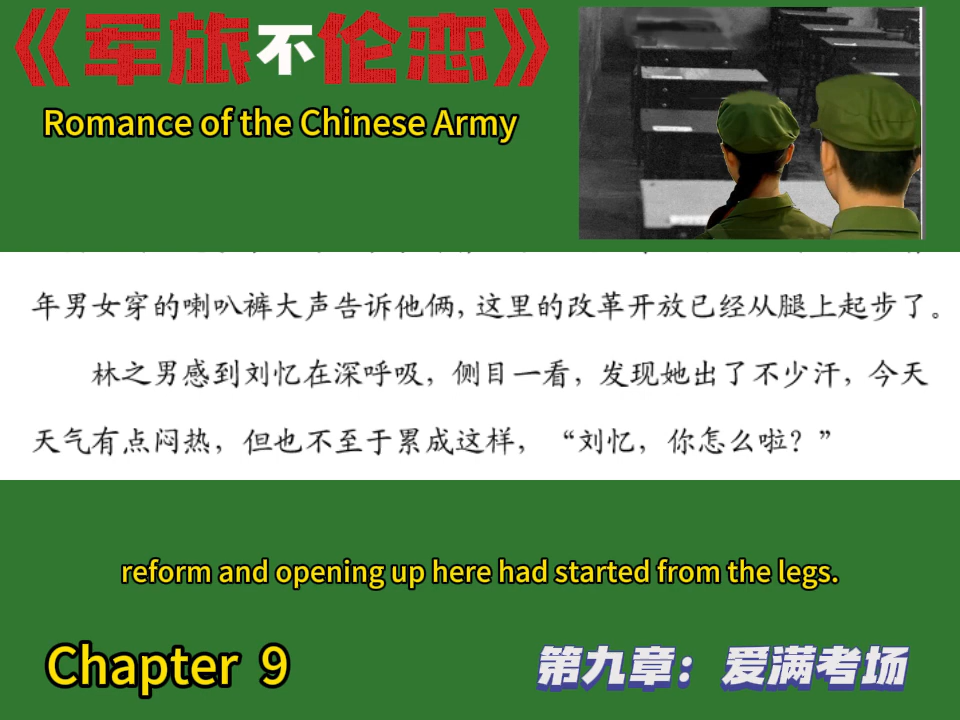 《军旅不伦恋》
Romance of the Chinese Army
年男女穿的喇叭裤大声告诉他俩，这里的改革开放已经从腿上起步了。
林之男感到刘忆在深呼吸，侧目一看，发现她出了不少汗，今天
天气有点闷热，但也不至于累成这样，“刘忆，你怎么啦？”
reform and opening up here had started from the legs.
Chapter 9
第九章：爱满考场